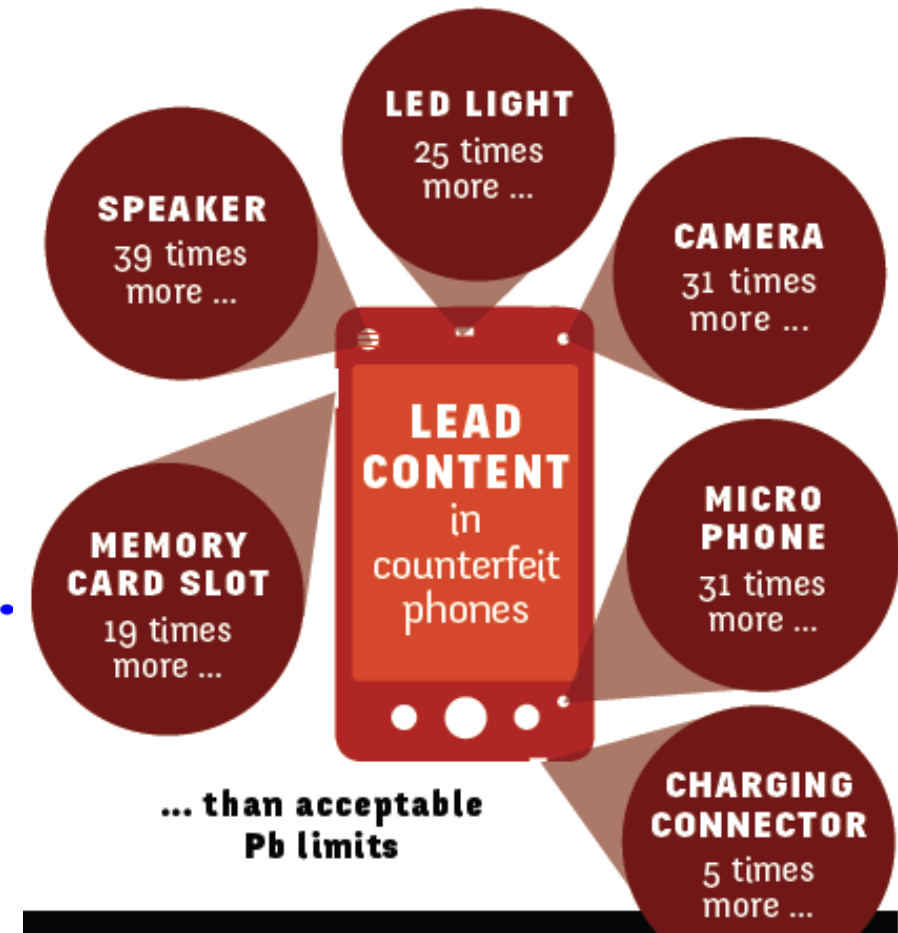 LED LIGHT
25 times
more ...
SPEAKER
39 times
more ...
CAMERA
31 times
more ...
LEAD
CONTENT
in
counterfeit
phones
MICRO
PHONE
31 times
more ...
MEMORY
CARD SLOT
19 times
more ...
CHARGING
CONNECTOR
5 times
more ...
... than acceptable
Pb limits